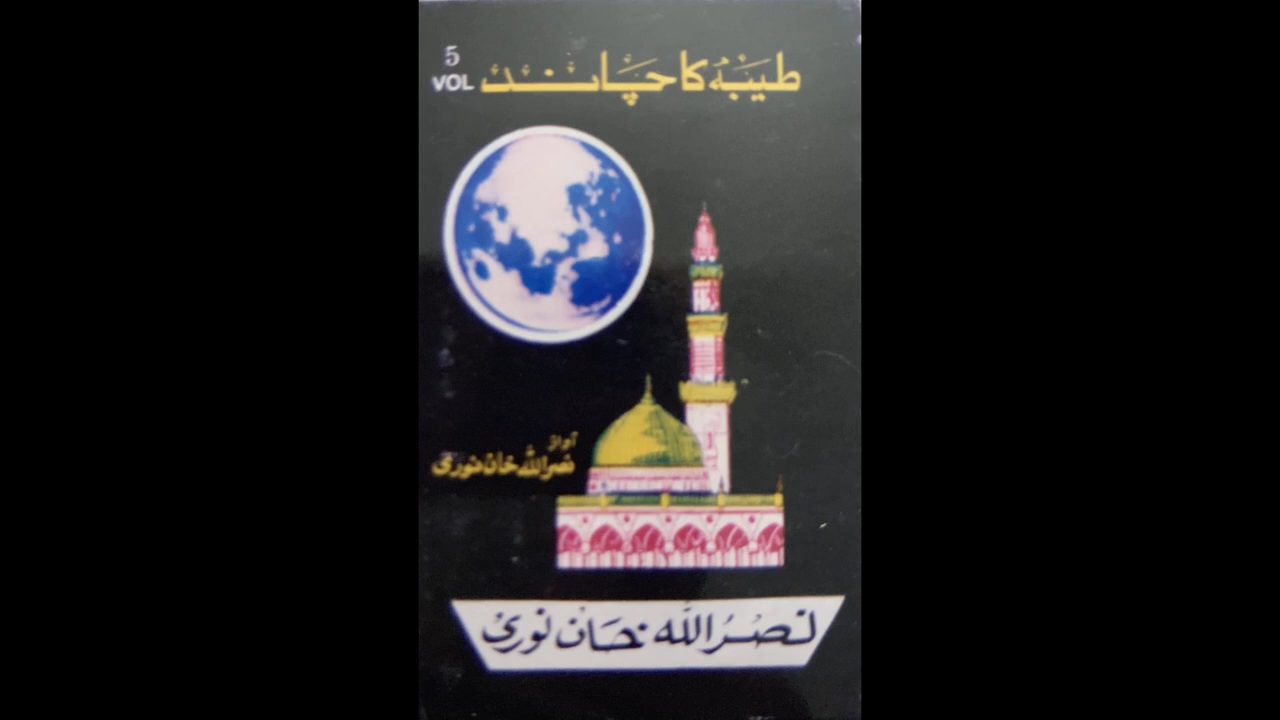 طیبہ کا چاند
5
VOL
آواز
نصر اللہ خان نوری
نصر اللہ خان نوری